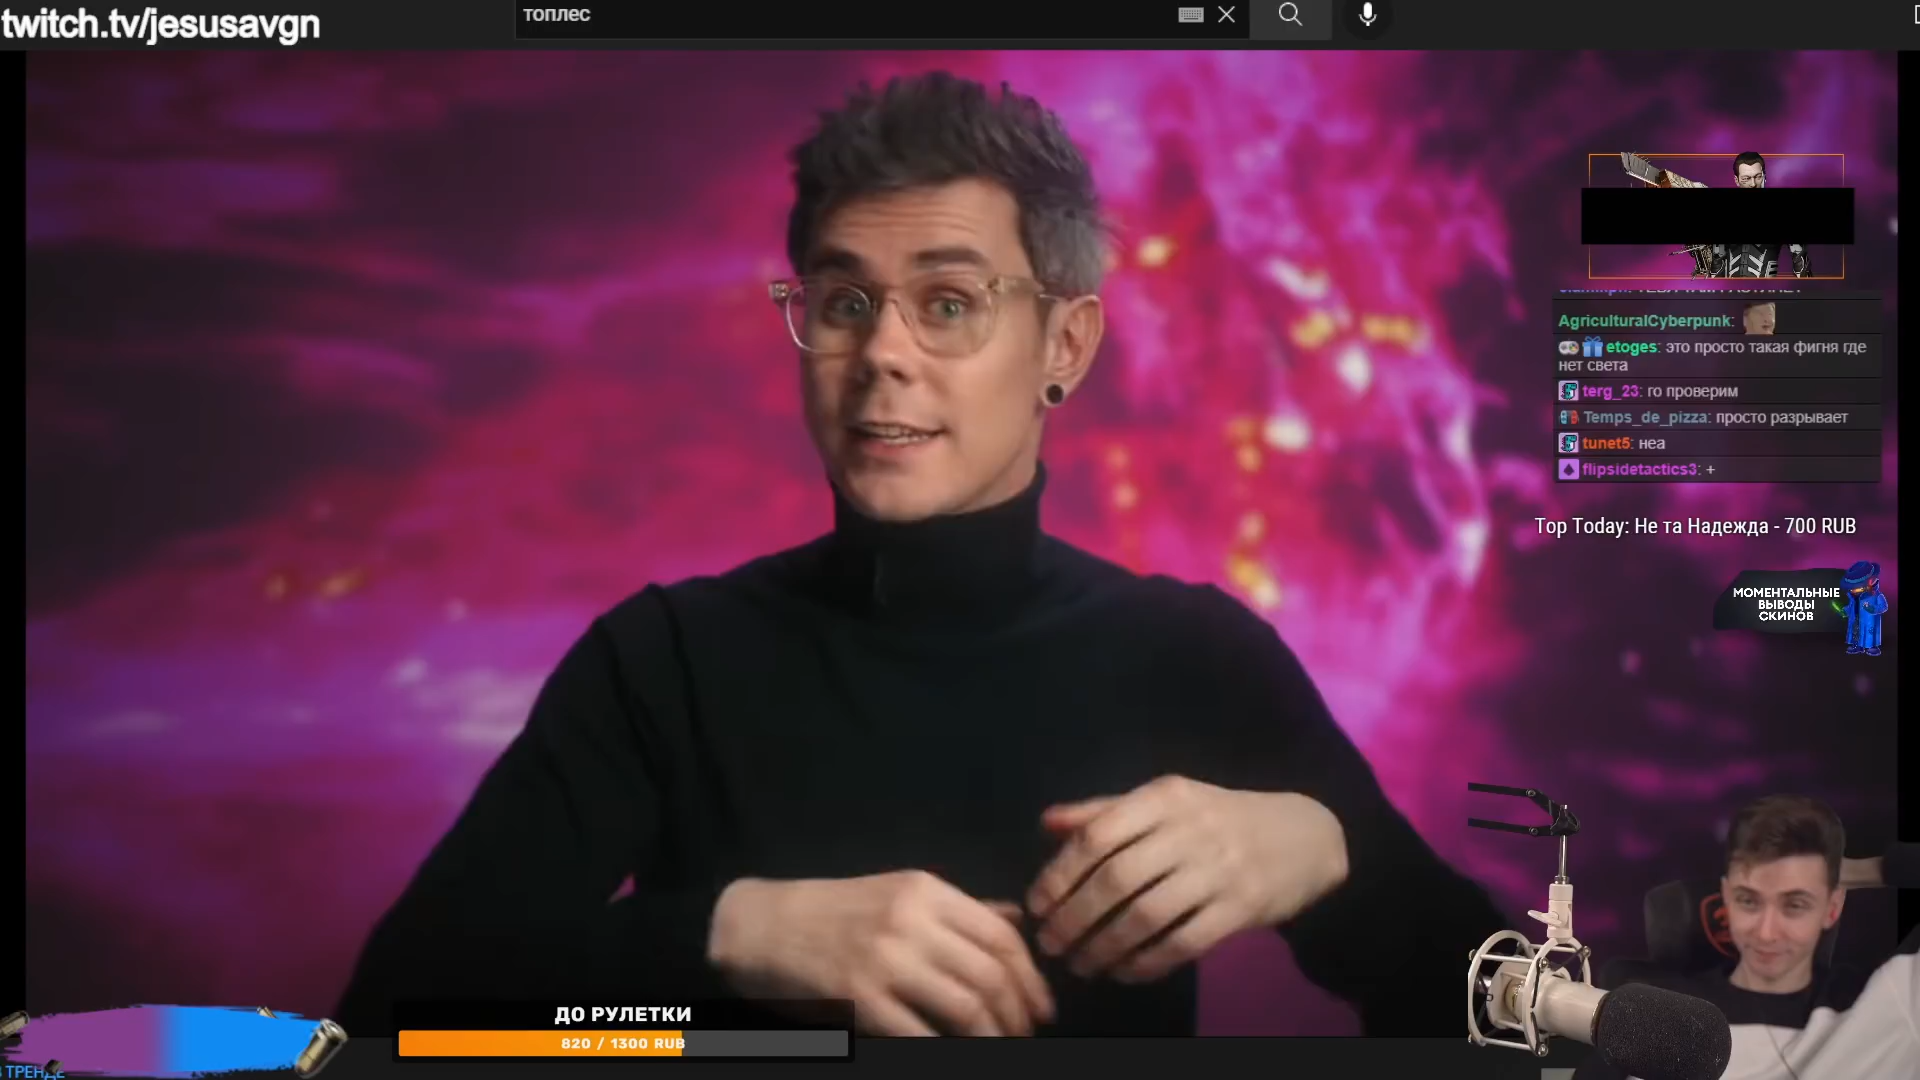 twitch.tv/jesusavgn
топлес
AgriculturalCyberpunk:
etoges: это просто такая фигня где
нет света
terg_23: го проверим
Temps_de_pizza: просто разрывает
tunet5: неа
flipsidetactics3: +
Top Today: Не та Надежда - 700 RUB
МОМЕНТАЛЬНЫЕ
ВЫВОДЫ
СКИНОВ
ДО РУЛЕТКИ
820 / 1300 RUB
В ТРЕНДЕ